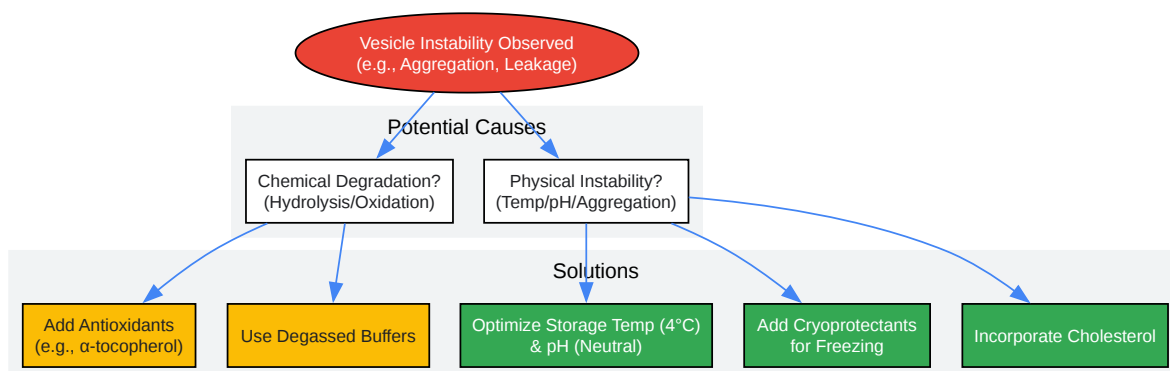 Vesicle Instability Observed
(e.g., Aggregation, Leakage)
Potential Causes
Chemical Degradation?
(Hydrolysis/Oxidation)
Physical Instability?
(Temp/pH/Aggregation)
Solutions
Add Antioxidants
(e.g., α-tocopherol)
Use Degassed Buffers
Optimize Storage Temp (4°C)
& pH (Neutral)
Add Cryoprotectants
for Freezing
Incorporate Cholesterol